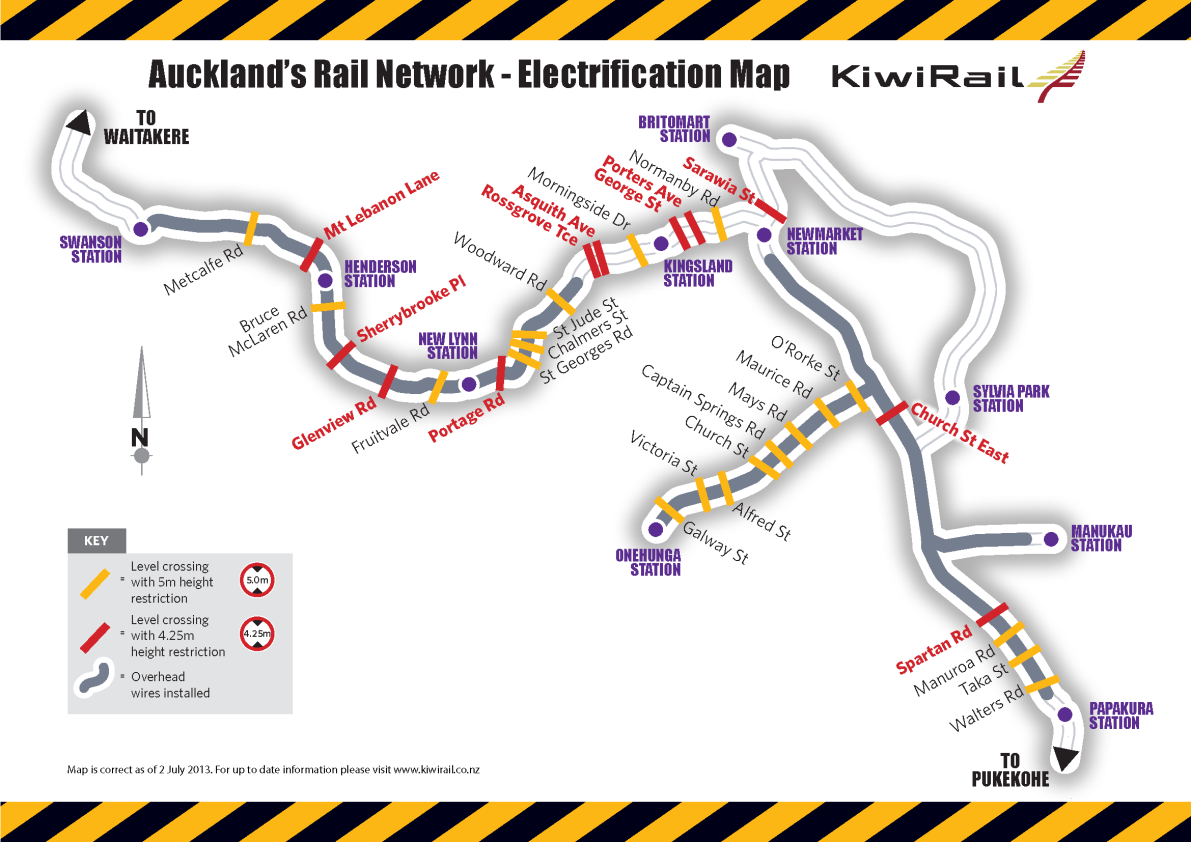 Auckland's Rail Network - Electrification Map
KiwiRail
TO
WAITAKERE
SWANSON
STATION
Metcalfe Rd
Mt Lebanon Lane
HENDERSON
STATION
Bruce
McLaren Rd
Sherrybrooke Pl
Glenview Rd
Fruitvale Rd
NEW LYNN
STATION
Portage Rd
St Jude St
Chalmers St
St Georges Rd
Woodward Rd
Asquith Ave
Rossgrove Tce
Morningside Dr
KINGSLAND
STATION
Porters Ave
George St
Normanby Rd
Sarawia St
BRITOMART
STATION
NEWMARKET
STATION
O'Rorke St
Maurice Rd
Mays Rd
Captain Springs Rd
Church St
Victoria St
Alfred St
Galway St
ONEHUNGA
STATION
Church St East
SYLVIA PARK
STATION
MANUKAU
STATION
Spartan Rd
Manuroa Rd
Taka St
Walters Rd
PAPAKURA
STATION
TO
PUKEKOHE
N
KEY
= Level crossing
with 5m height
restriction
5.0m
= Level crossing
with 4.25m
height restriction
4.25m
= Overhead
wires installed
Map is correct as of 2 July 2013. For up to date information please visit www.kiwirail.co.nz